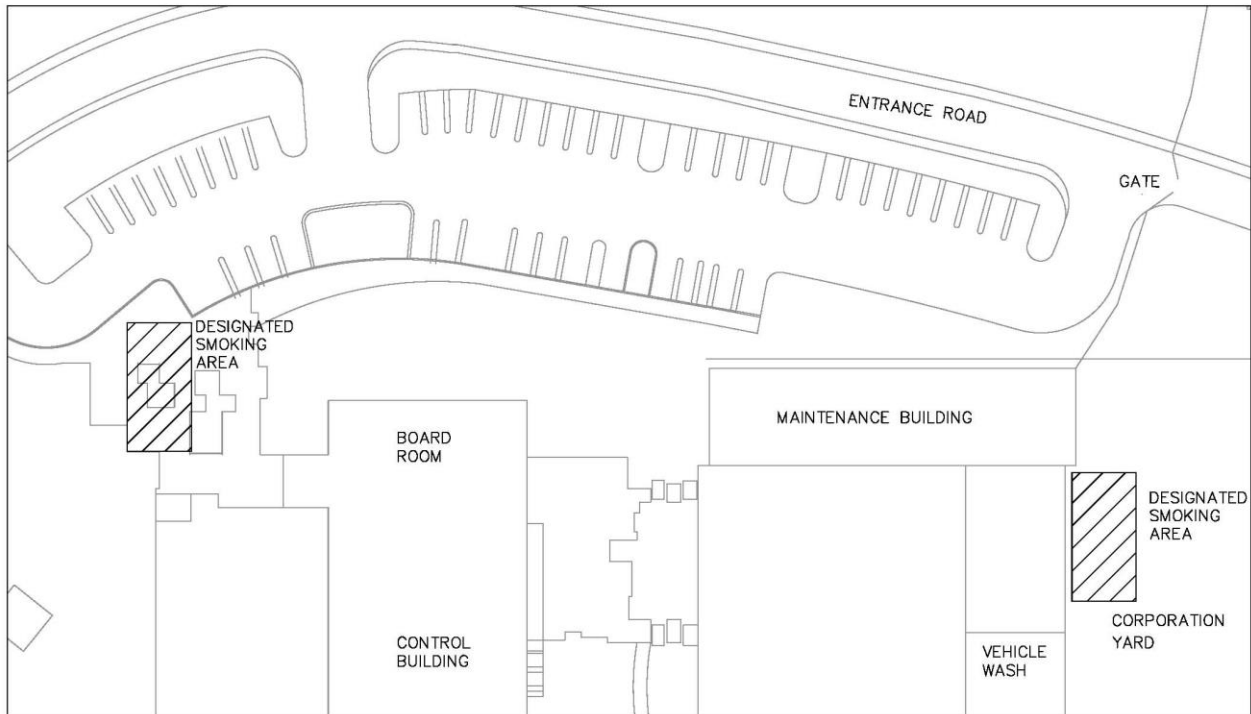 ENTRANCE ROAD
GATE
DESIGNATED
SMOKING
AREA
BOARD
ROOM
MAINTENANCE BUILDING
DESIGNATED
SMOKING
AREA
CORPORATION
YARD
CONTROL
BUILDING
VEHICLE
WASH